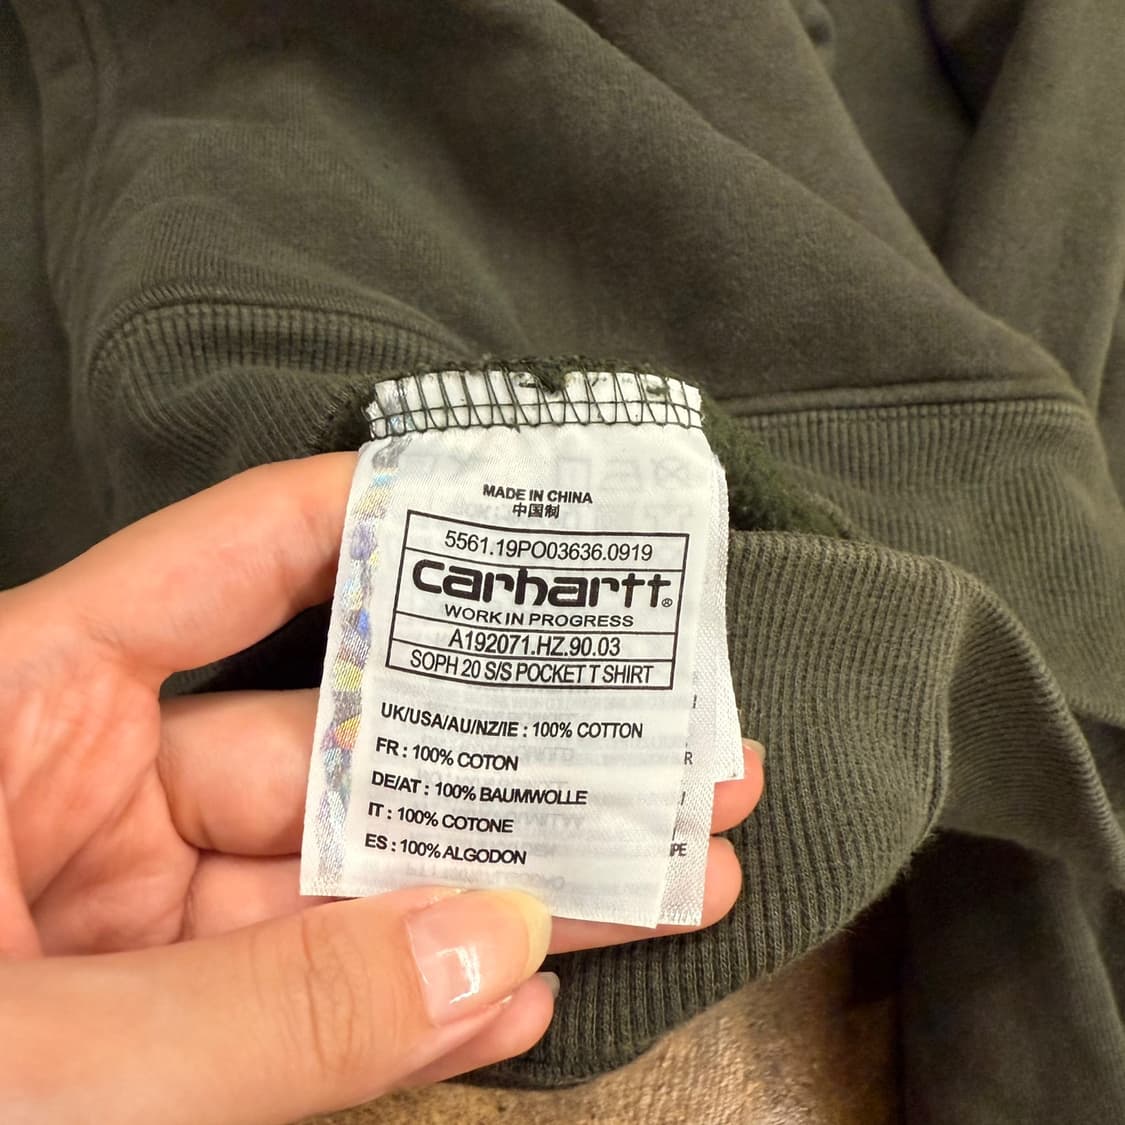 MADE IN CHINA
中国制
5561.19PO03636.0919
carhartt®
WORK IN PROGRESS
A192071.HZ.90.03
SOPH 20 S/S POCKET T SHIRT
UK/USA/AU/NZ/IE : 100% COTTON
FR : 100% COTON
DE/AT : 100% BAUMWOLLE
IT : 100% COTONE
ES : 100% ALGODON